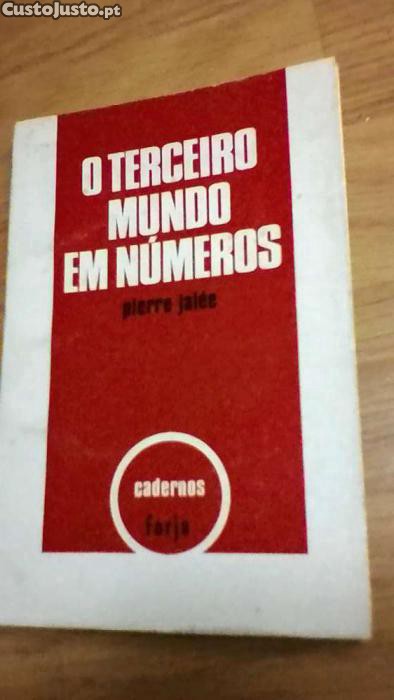 CustoJusto.pt
O TERCEIRO
MUNDO
EM NÚMEROS
pierre jalée
cadernos
forja